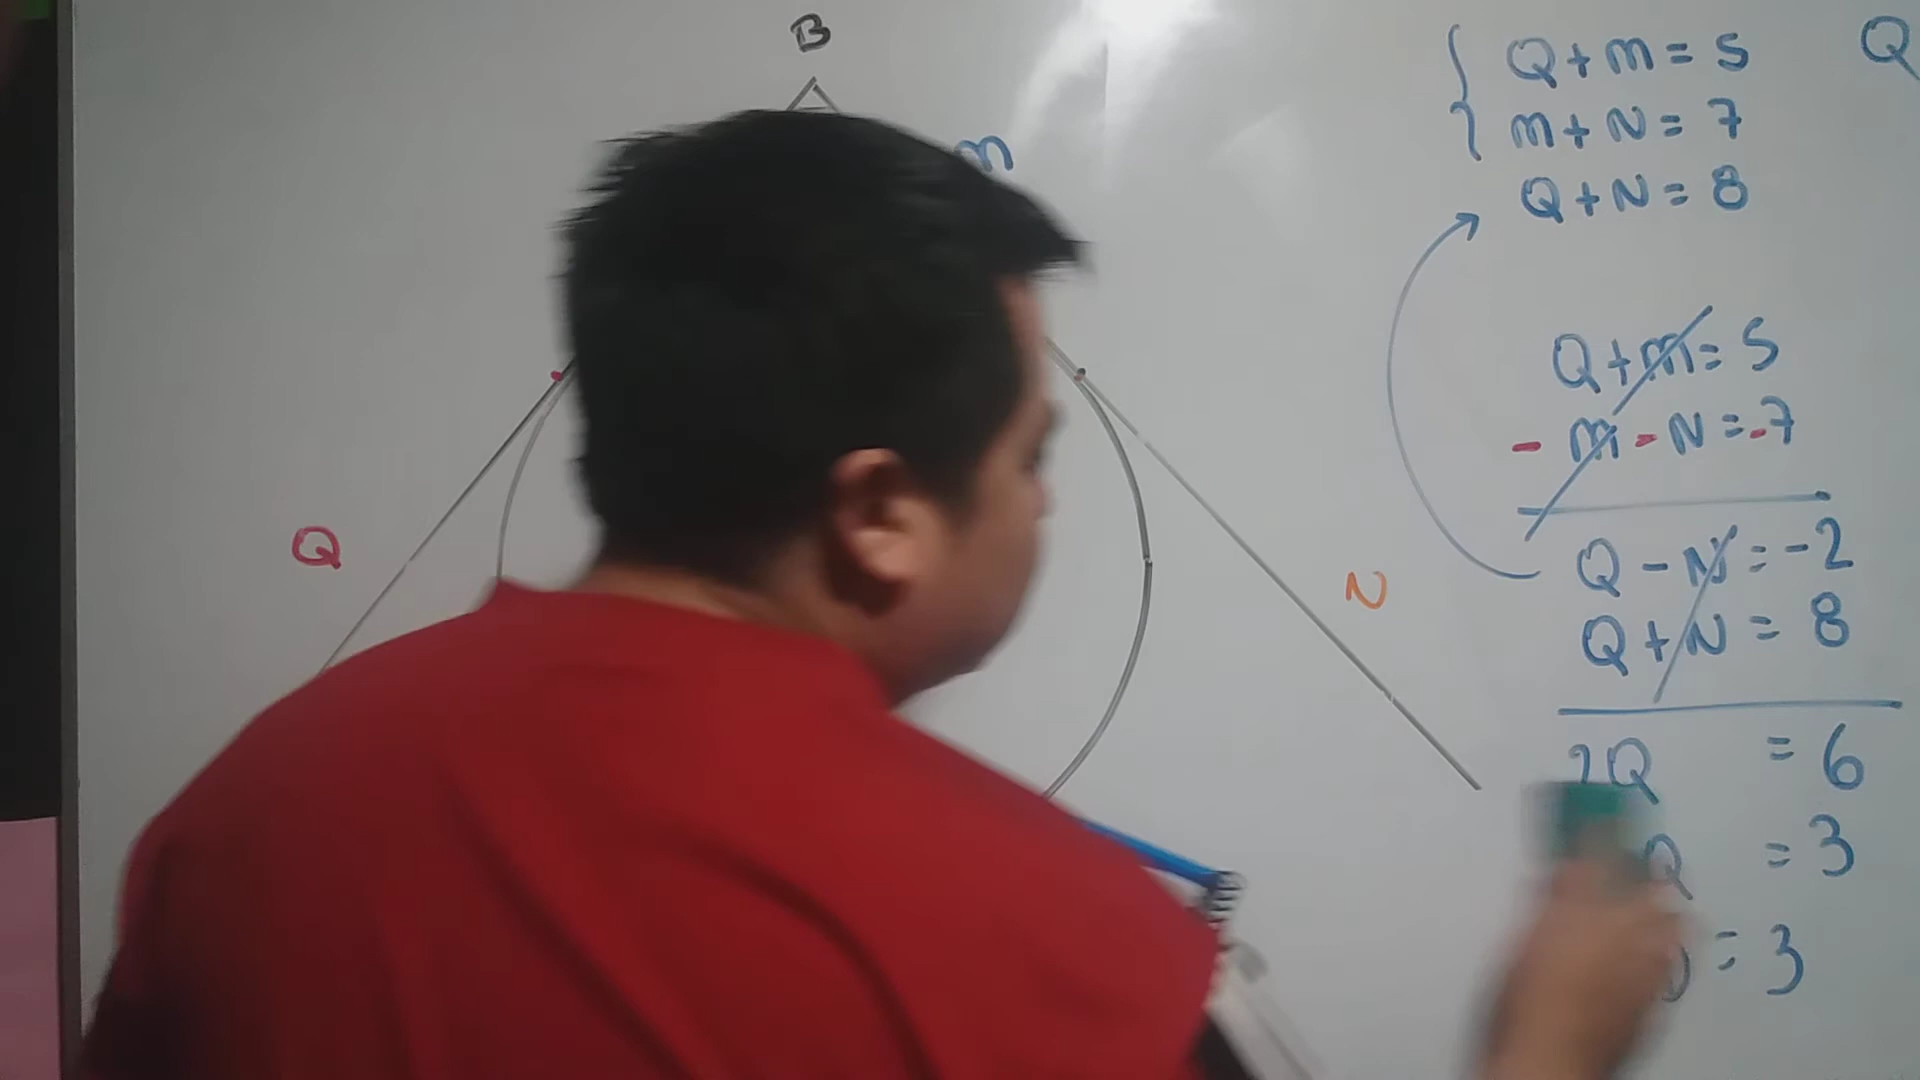 B
m
Q
N
Q + m = 5
m + N = 7
Q + N = 8
Q + m = 5
- m - N = -7
Q - N = -2
Q + N = 8
2Q = 6
Q = 3
= 3
Q